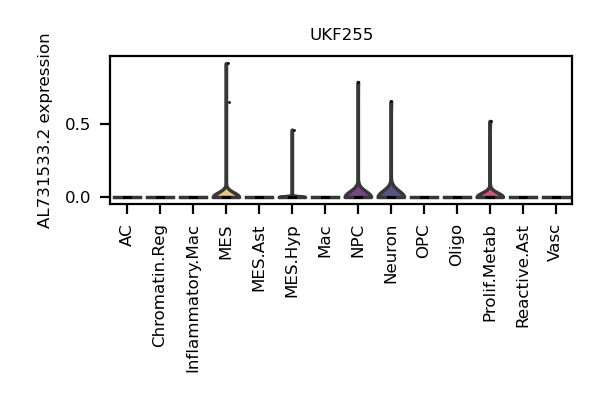 UKF255
AL731533.2 expression
0.5
0.0
AC
Chromatin.Reg
Inflammatory.Mac
MES
MES.Ast
MES.Hyp
Mac
NPC
Neuron
OPC
Oligo
Prolif.Metab
Reactive.Ast
Vasc